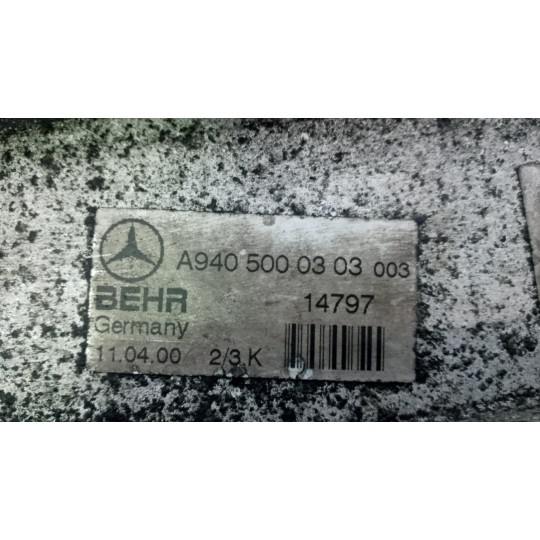 A940 500 03 03 003
BEHR 14797
Germany
11.04.00 2/3.K